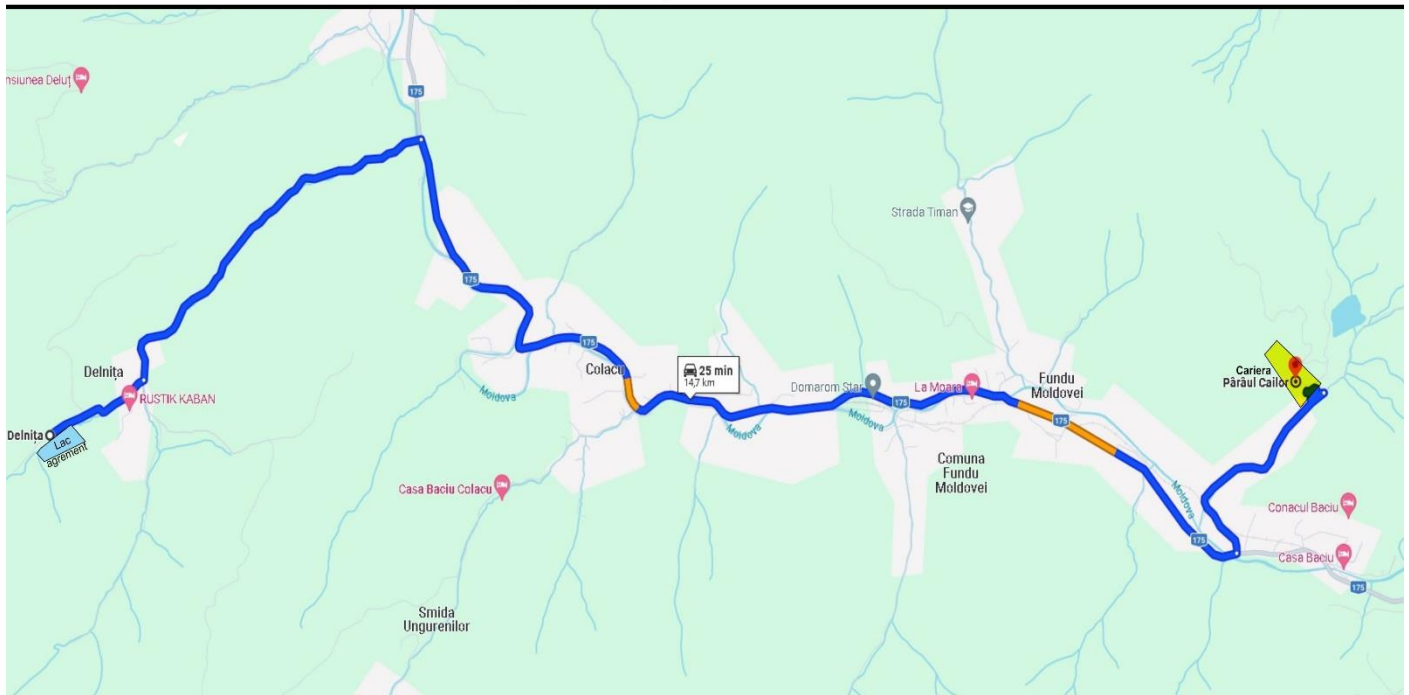 175
nsiunea Deluț
Strada Timan
175
Delnița
RUSTIK KABAN
175
Colacu
25 min
14,7 km
Moldova
Domarom Star
La Moara
175
Moldova
Moldova
Fundu
Moldovei
175
Cariera
Pârâul Cailor
Delnița
Lac
agrement
Casa Baciu Colacu
Comuna
Fundu
Moldovei
Moldova
Conacul Baciu
175
Casa Baciu
175
Smida
Ungurenilor